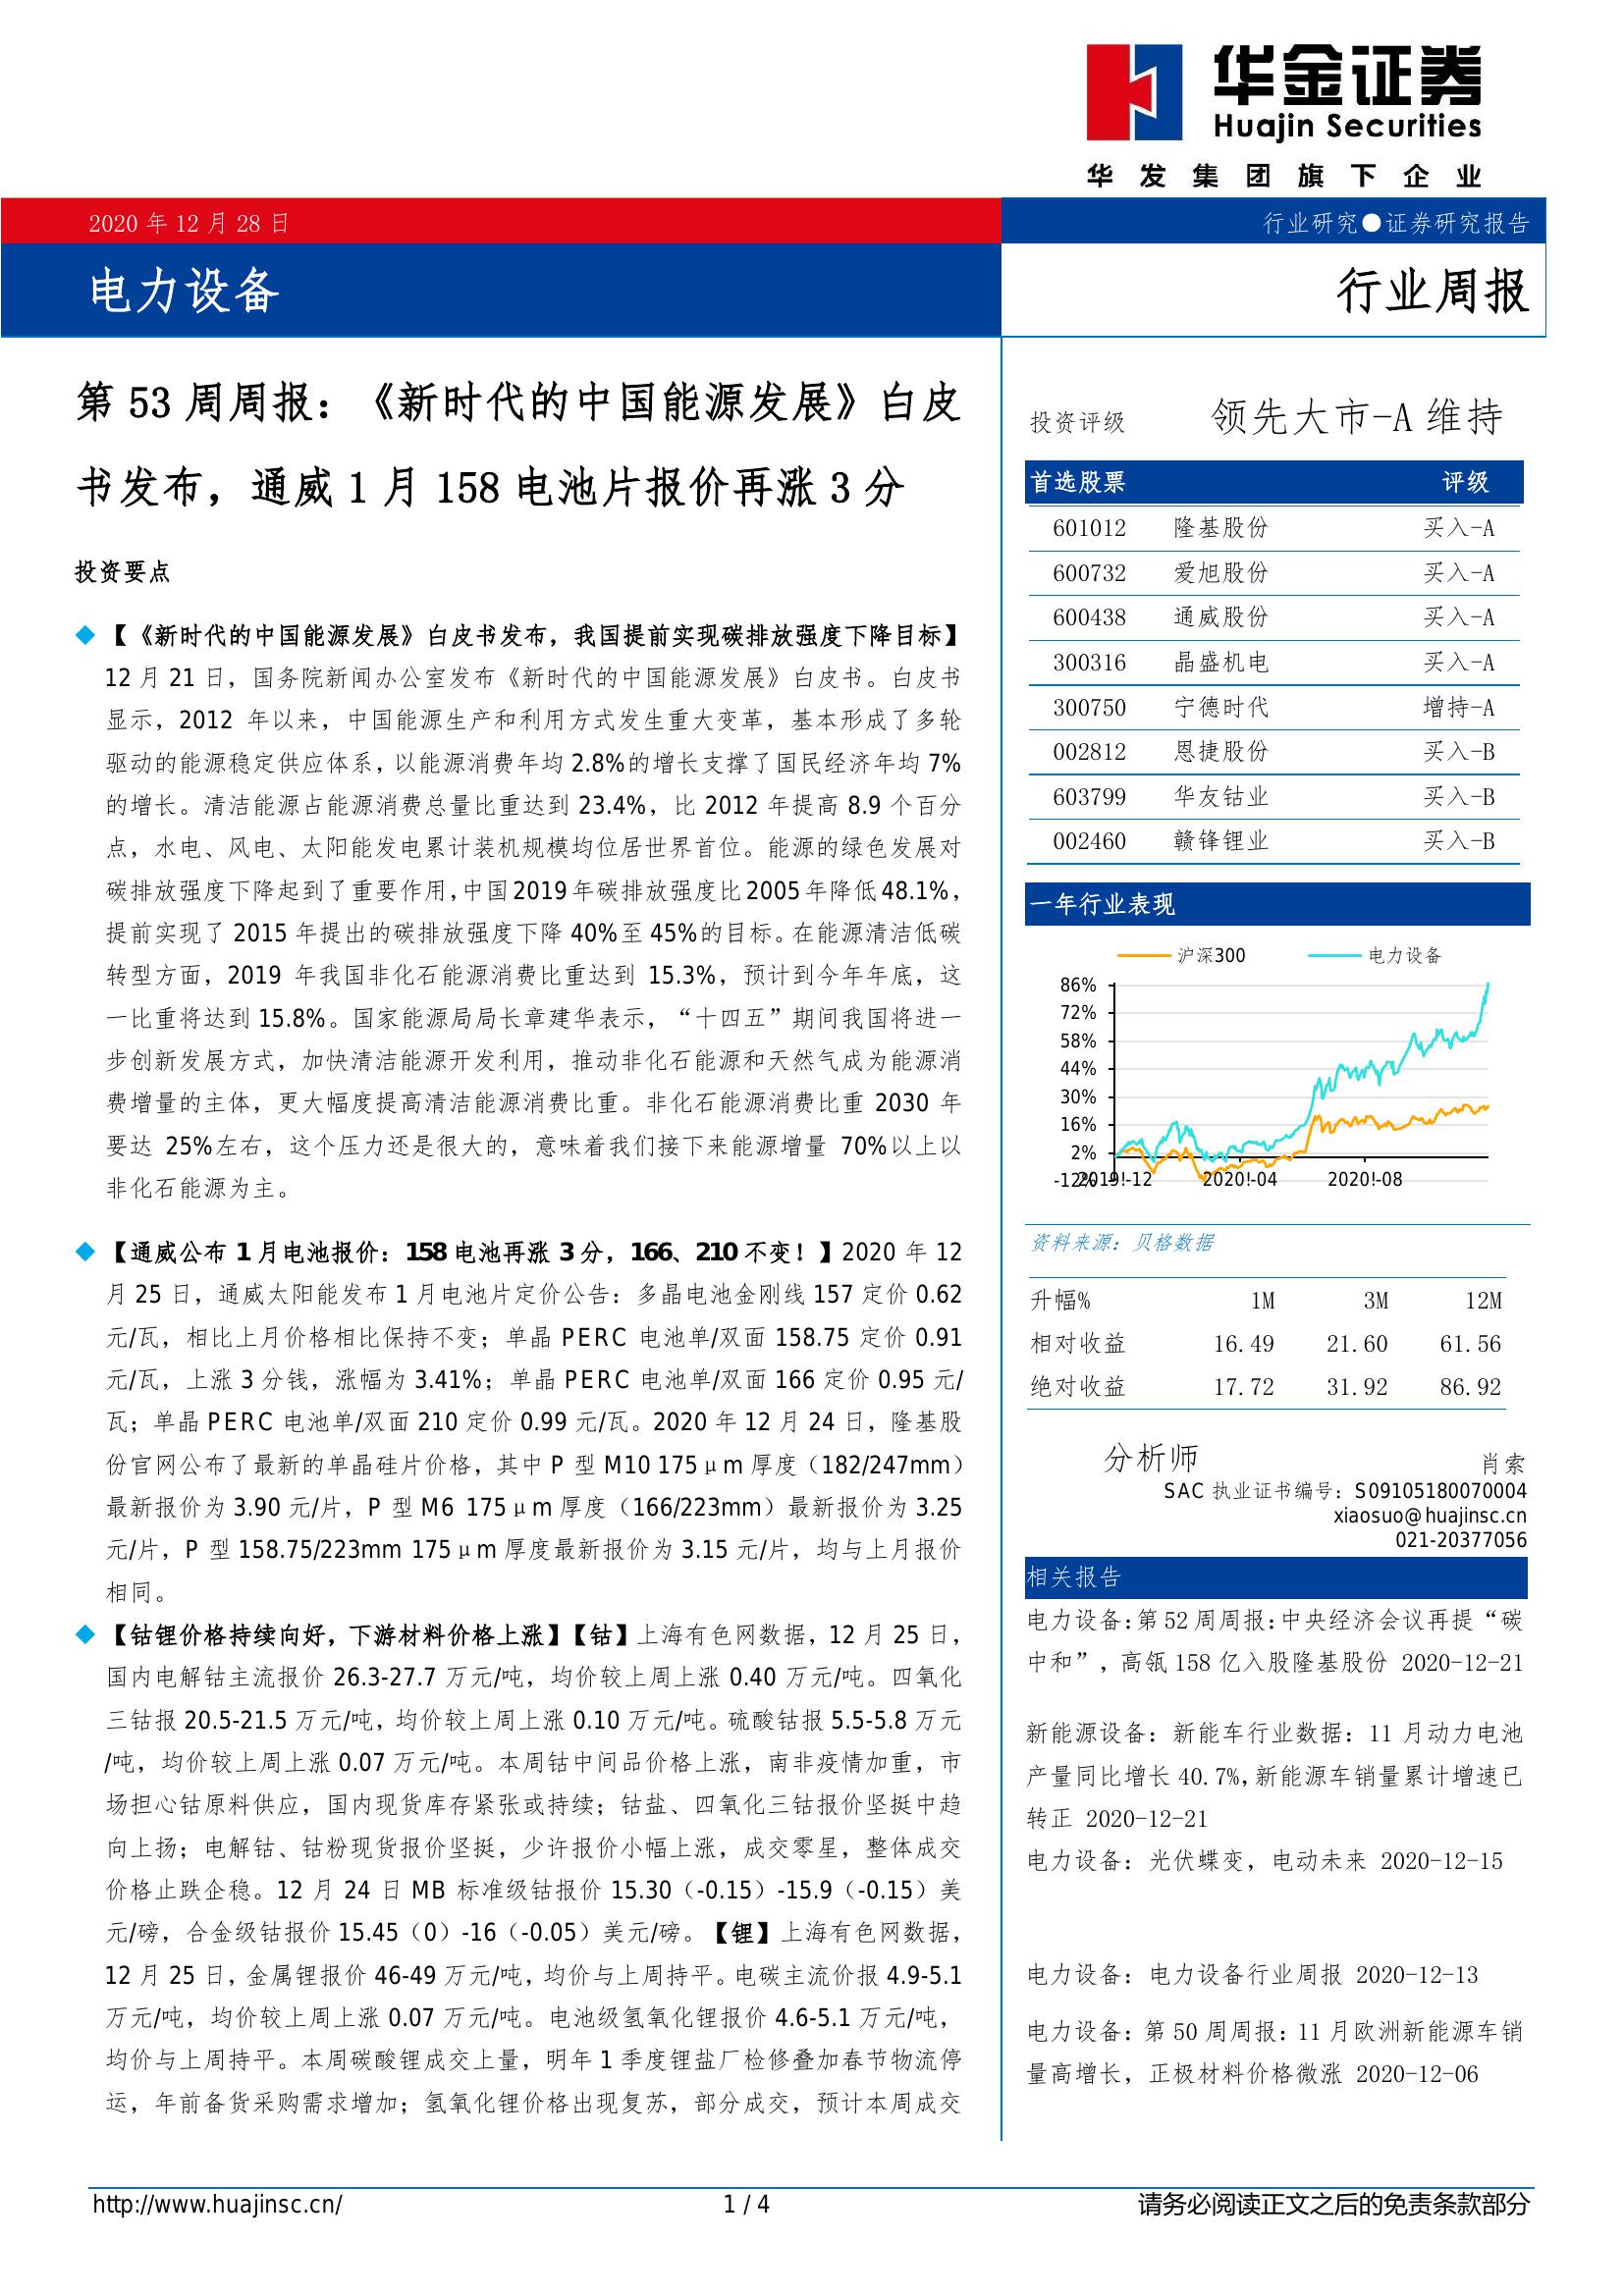 华金证券
Huajin Securities
华发集团旗下企业
2020 年 12 月 28 日
行业研究●证券研究报告
电力设备
行业周报
第 53 周周报：《新时代的中国能源发展》白皮
书发布，通威 1 月 158 电池片报价再涨 3 分
投资要点
◆ 【《新时代的中国能源发展》白皮书发布，我国提前实现碳排放强度下降目标】
12 月 21 日，国务院新闻办公室发布《新时代的中国能源发展》白皮书。白皮书
显示，2012 年以来，中国能源生产和利用方式发生重大变革，基本形成了多轮
驱动的能源稳定供应体系，以能源消费年均 2.8%的增长支撑了国民经济年均 7%
的增长。清洁能源占能源消费总量比重达到 23.4%，比 2012 年提高 8.9 个百分
点，水电、风电、太阳能发电累计装机规模均位居世界首位。能源的绿色发展对
碳排放强度下降起到了重要作用，中国 2019 年碳排放强度比 2005 年降低 48.1%，
提前实现了 2015 年提出的碳排放强度下降 40%至 45%的目标。在能源清洁低碳
转型方面，2019 年我国非化石能源消费比重达到 15.3%，预计到今年年底，这
一比重将达到 15.8%。国家能源局局长章建华表示，“十四五”期间我国将进一
步创新发展方式，加快清洁能源开发利用，推动非化石能源和天然气成为能源消
费增量的主体，更大幅度提高清洁能源消费比重。非化石能源消费比重 2030 年
要达 25%左右，这个压力还是很大的，意味着我们接下来能源增量 70%以上以
非化石能源为主。
◆ 【通威公布 1 月电池报价：158 电池再涨 3 分，166、210 不变！】2020 年 12
月 25 日，通威太阳能发布 1 月电池片定价公告：多晶电池金刚线 157 定价 0.62
元/瓦，相比上月价格相比保持不变；单晶 PERC 电池单/双面 158.75 定价 0.91
元/瓦，上涨 3 分钱，涨幅为 3.41%；单晶 PERC 电池单/双面 166 定价 0.95 元/
瓦；单晶 PERC 电池单/双面 210 定价 0.99 元/瓦。2020 年 12 月 24 日，隆基股
份官网公布了最新的单晶硅片价格，其中 P 型 M10 175μm 厚度（182/247mm）
最新报价为 3.90 元/片，P 型 M6 175μm 厚度（166/223mm）最新报价为 3.25
元/片，P 型 158.75/223mm 175μm 厚度最新报价为 3.15 元/片，均与上月报价
相同。
◆ 【钴锂价格持续向好，下游材料价格上涨】【钴】上海有色网数据，12 月 25 日，
国内电解钴主流报价 26.3-27.7 万元/吨，均价较上周上涨 0.40 万元/吨。四氧化
三钴报 20.5-21.5 万元/吨，均价较上周上涨 0.10 万元/吨。硫酸钴报 5.5-5.8 万元
/吨，均价较上周上涨 0.07 万元/吨。本周钴中间品价格上涨，南非疫情加重，市
场担心钴原料供应，国内现货库存紧张或持续；钴盐、四氧化三钴报价坚挺中趋
向上扬；电解钴、钴粉现货报价坚挺，少许报价小幅上涨，成交零星，整体成交
价格止跌企稳。12 月 24 日 MB 标准级钴报价 15.30（-0.15）-15.9（-0.15）美
元/磅，合金级钴报价 15.45（0）-16（-0.05）美元/磅。【锂】上海有色网数据，
12 月 25 日，金属锂报价 46-49 万元/吨，均价与上周持平。电碳主流价报 4.9-5.1
万元/吨，均价较上周上涨 0.07 万元/吨。电池级氢氧化锂报价 4.6-5.1 万元/吨，
均价与上周持平。本周碳酸锂成交上量，明年 1 季度锂盐厂检修叠加春节物流停
运，年前备货采购需求增加；氢氧化锂价格出现复苏，部分成交，预计本周成交
投资评级 领先大市-A 维持
首选股票 评级
601012 隆基股份 买入-A
600732 爱旭股份 买入-A
600438 通威股份 买入-A
300316 晶盛机电 买入-A
300750 宁德时代 增持-A
002812 恩捷股份 买入-B
603799 华友钴业 买入-B
002460 赣锋锂业 买入-B
一年行业表现
沪深300 电力设备
86%
72%
58%
44%
30%
16%
2%
-12%
2019!-12 2020!-04 2020!-08
资料来源：贝格数据
升幅% 1M 3M 12M
相对收益 16.49 21.60 61.56
绝对收益 17.72 31.92 86.92
分析师 肖索
SAC 执业证书编号：S09105180070004
xiaosuo@huajinsc.cn
021-20377056
相关报告
电力设备：第 52 周周报：中央经济会议再提“碳
中和”，高瓴 158 亿入股隆基股份 2020-12-21
新能源设备：新能车行业数据：11 月动力电池
产量同比增长 40.7%，新能源车销量累计增速已
转正 2020-12-21
电力设备：光伏蝶变，电动未来 2020-12-15
电力设备：电力设备行业周报 2020-12-13
电力设备：第 50 周周报：11 月欧洲新能源车销
量高增长，正极材料价格微涨 2020-12-06
http://www.huajinsc.cn/
1 / 4
请务必阅读正文之后的免责条款部分